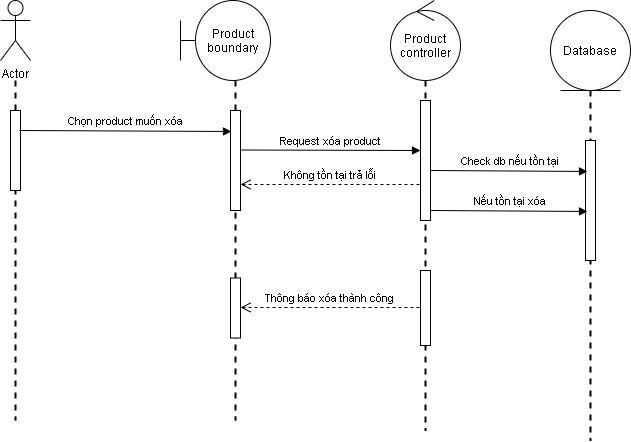 Actor
Product
boundary
Product
controller
Database
Chọn product muốn xóa
Request xóa product
Check db nếu tồn tại
Không tồn tại trả lỗi
Nếu tồn tại xóa
Thông báo xóa thành công